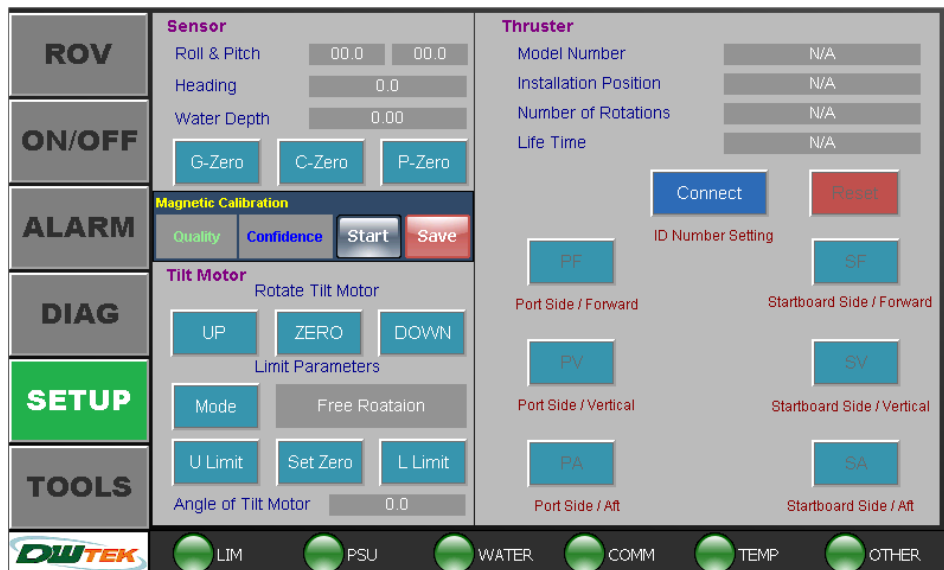 ROV
ON/OFF
ALARM
DIAG
SETUP
TOOLS
Sensor
Roll & Pitch 00.0 00.0
Heading 0.0
Water Depth 0.00
G-Zero C-Zero P-Zero
Magnetic Calibration
Quality Confidence Start Save
Tilt Motor
Rotate Tilt Motor
UP ZERO DOWN
Limit Parameters
Mode Free Roataion
U Limit Set Zero L Limit
Angle of Tilt Motor 0.0
Thruster
Model Number N/A
Installation Position N/A
Number of Rotations N/A
Life Time N/A
Connect Reset
ID Number Setting
PF SF
Port Side / Forward Startboard Side / Forward
PV SV
Port Side / Vertical Startboard Side / Vertical
PA SA
Port Side / Aft Startboard Side / Aft
DWTEK LIM PSU WATER COMM TEMP OTHER